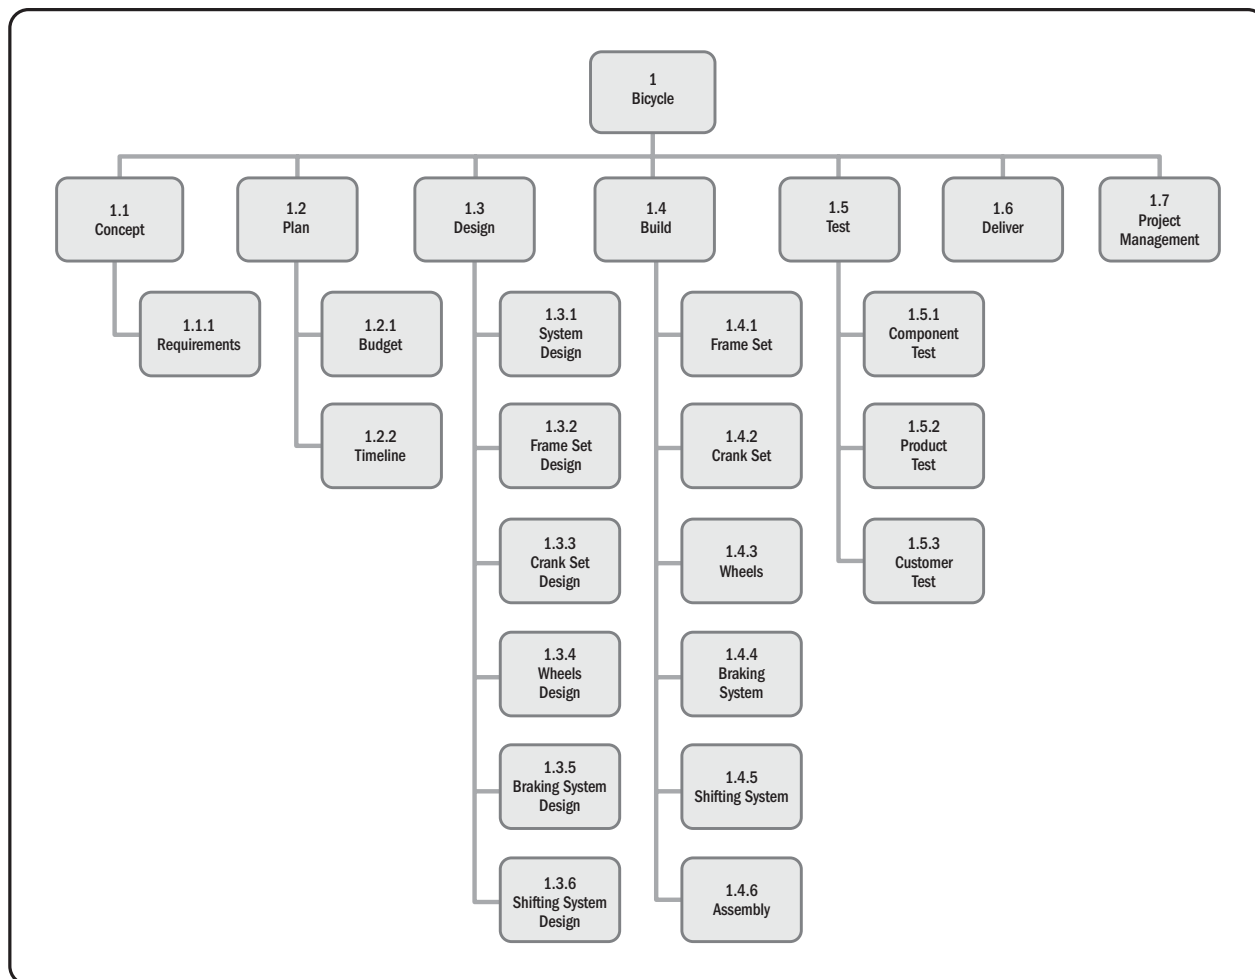 1
Bicycle
1.1
Concept
1.2
Plan
1.3
Design
1.4
Build
1.5
Test
1.6
Deliver
1.7
Project
Management
1.1.1
Requirements
1.2.1
Budget
1.2.2
Timeline
1.3.1
System
Design
1.3.2
Frame Set
Design
1.3.3
Crank Set
Design
1.3.4
Wheels
Design
1.3.5
Braking System
Design
1.3.6
Shifting System
Design
1.4.1
Frame Set
1.4.2
Crank Set
1.4.3
Wheels
1.4.4
Braking
System
1.4.5
Shifting System
1.4.6
Assembly
1.5.1
Component
Test
1.5.2
Product
Test
1.5.3
Customer
Test